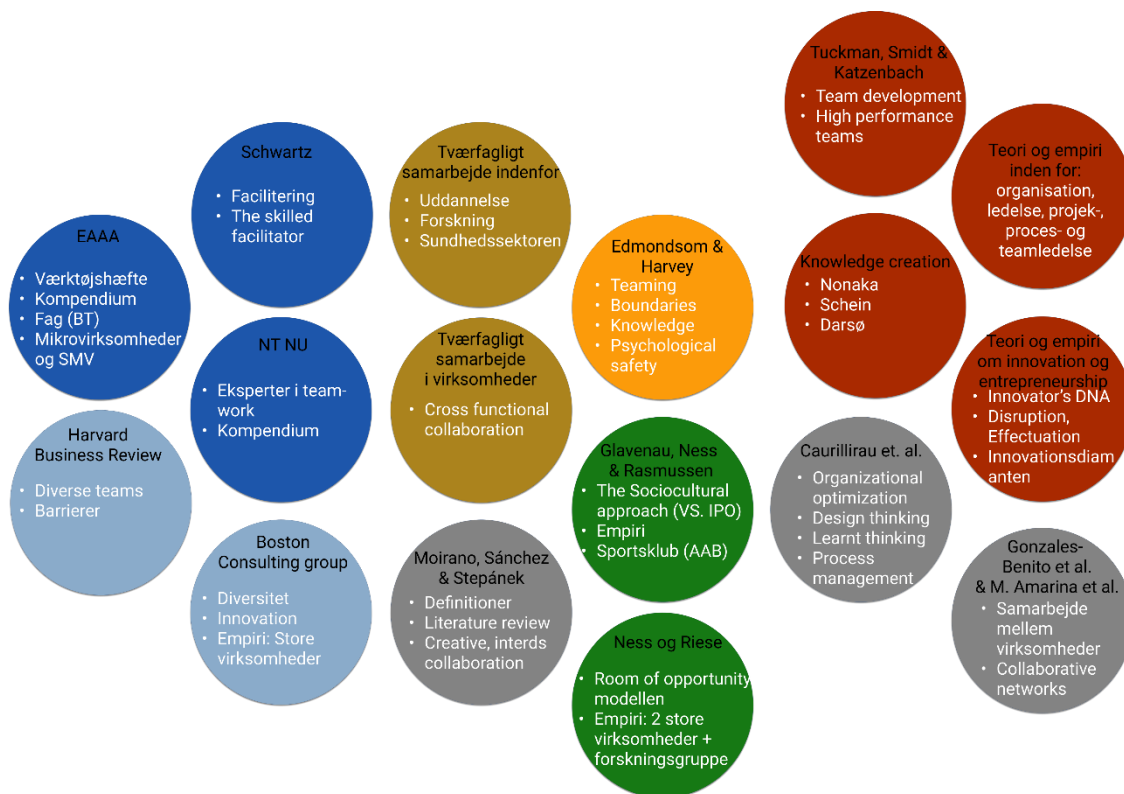 EAAA
• Værktøjshæfte
• Kompendium
• Fag (BT)
• Mikrovirksomheder
og SMV
Harvard
Business Review
• Diverse teams
• Barrierer
Schwartz
• Facilitering
• The skilled
facilitator
NT NU
• Eksperter i team-
work
• Kompendium
Boston
Consulting group
• Diversitet
• Innovation
• Empiri: Store
virksomheder
Tværfagligt
samarbejde indenfor
• Uddannelse
• Forskning
• Sundhedssektoren
Tværfagligt
samarbejde
i virksomheder
• Cross functional
collaboration
Moirano, Sánchez
& Stepánek
• Definitioner
• Literature review
• Creative, interds
collaboration
Edmondsom &
Harvey
• Teaming
• Boundaries
• Knowledge
• Psychological
safety
Glavenau, Ness
& Rasmussen
• The Sociocultural
approach (VS. IPO)
• Empiri
• Sportsklub (AAB)
Ness og Riese
• Room of opportunity
modellen
• Empiri: 2 store
virksomheder +
forskningsgruppe
Tuckman, Smidt &
Katzenbach
• Team development
• High performance
teams
Knowledge creation
• Nonaka
• Schein
• Darsø
Caurillirau et. al.
• Organizational
optimization
• Design thinking
• Learnt thinking
• Process
management
Teori og empiri
inden for:
organisation,
ledelse, projek-,
proces- og
teamledelse
Teori og empiri
om innovation og
entrepreneurship
• Innovator's DNA
• Disruption,
Effectuation
• Innovationsdiam
anten
Gonzales-
Benito et al.
& M. Amarina et al.
• Samarbejde
mellem
virksomheder
• Collaborative
networks